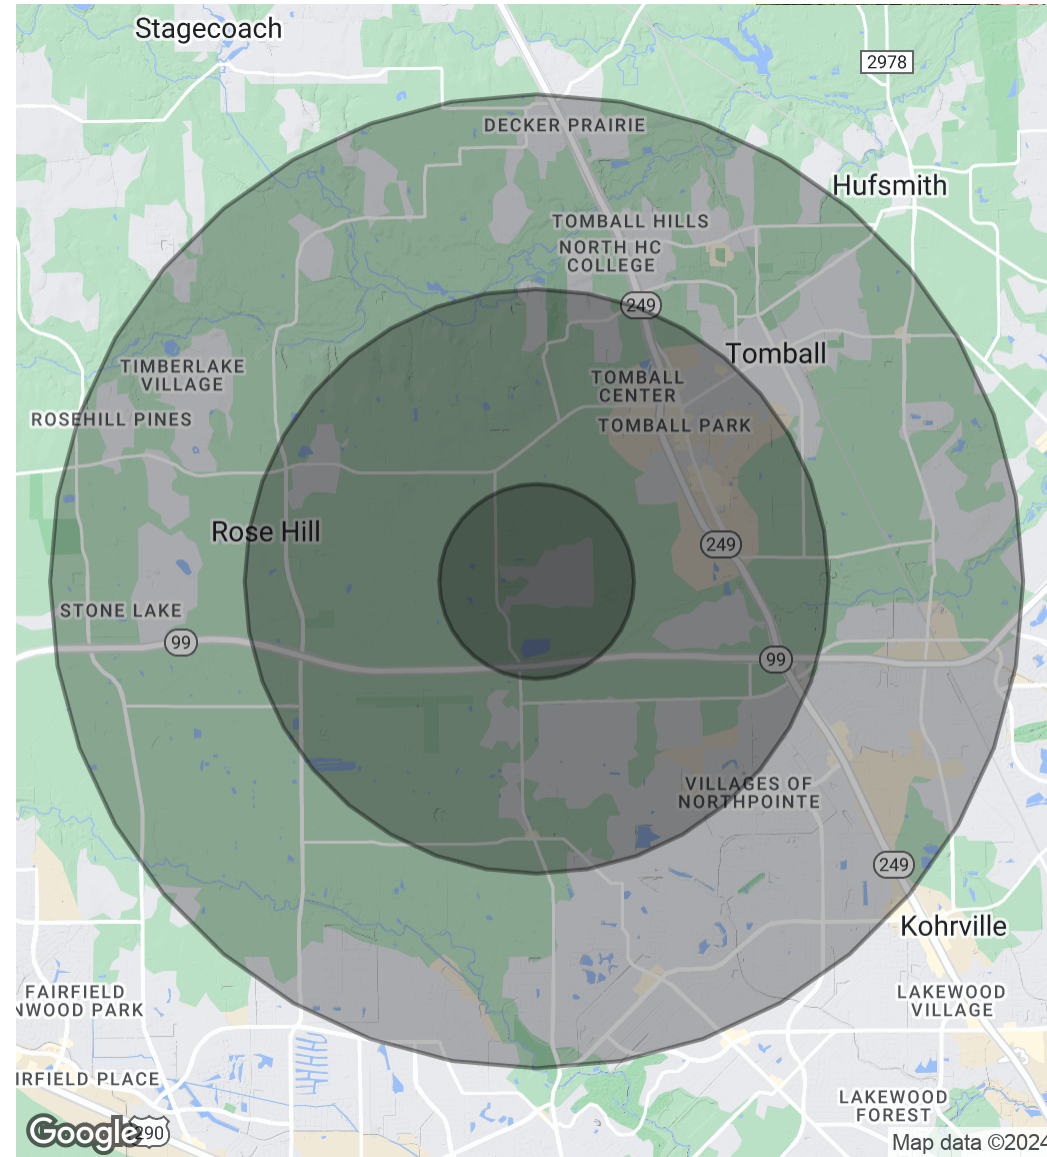 Stagecoach
2978
DECKER PRAIRIE
Hufsmith
TOMBALL HILLS
NORTH HC
COLLEGE
249
Tomball
TIMBERLAKE
VILLAGE
TOMBALL
CENTER
ROSEHILL PINES
TOMBALL PARK
Rose Hill
249
STONE LAKE
99
99
VILLAGES OF
NORTHPOINTE
249
Kohrville
FAIRFIELD
NWOOD PARK
LAKEWOOD
VILLAGE
IRFIELD PLACE
LAKEWOOD
FOREST
Google
290
Map data ©2024